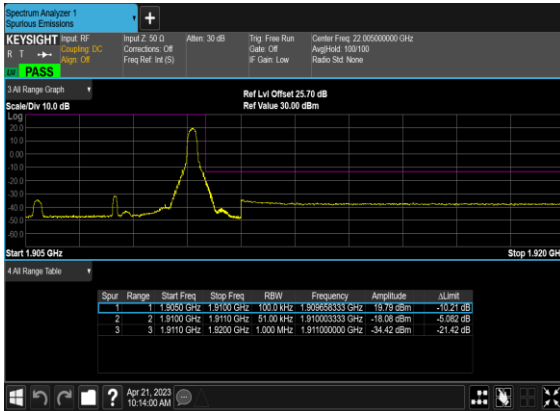 Spectrum Analyzer 1
Spurious Emissions
+
KEYSIGHT
R T
LU PASS
Input: RF
Coupling: DC
Align: Off
Input Z: 50 Ω
Corrections: Off
Freq Ref: Int (S)
Atten: 30 dB
Trig: Free Run
Gate: Off
IF Gain: Low
Center Freq: 22.005000000 GHz
Avg|Hold: 100/100
Radio Std: None
3 All Range Graph
Scale/Div 10.0 dB
Ref Lvl Offset 25.70 dB
Ref Value 30.00 dBm
Log
20.0
10.0
0.00
-10.0
-20.0
-30.0
-40.0
-50.0
-60.0
Start 1.905 GHz
Stop 1.920 GH
4 All Range Table
Spur Range Start Freq Stop Freq RBW Frequency Amplitude ΔLimit
1 1 1.9050 GHz 1.9100 GHz 100.0 kHz 1.909658333 GHz 19.79 dBm -10.21 dB
2 2 1.9100 GHz 1.9110 GHz 51.00 kHz 1.910003333 GHz -18.08 dBm -5.082 dB
3 3 1.9110 GHz 1.9200 GHz 1.000 MHz 1.911000000 GHz -34.42 dBm -21.42 dB
?
Apr 21, 2023
10:14:00 AM